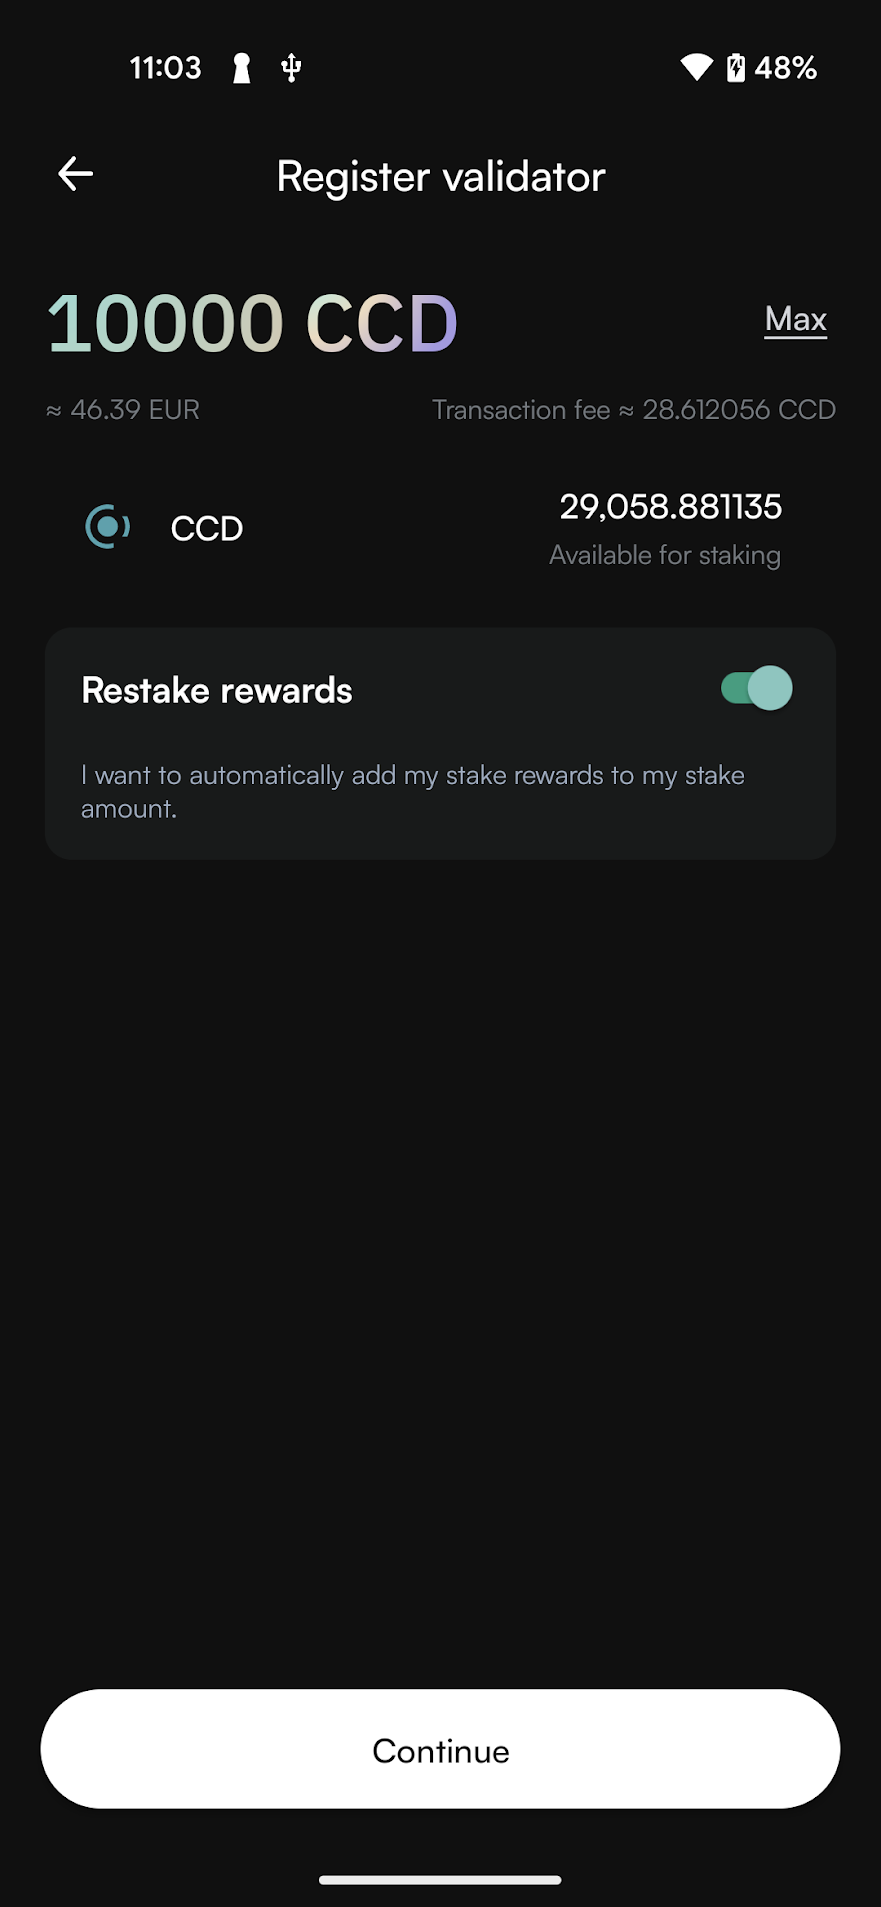 11:03
48%
Register validator
10000 CCD
Max
≈ 46.39 EUR
Transaction fee ≈ 28.612056 CCD
CCD
29,058.881135
Available for staking
Restake rewards
I want to automatically add my stake rewards to my stake
amount.
Continue